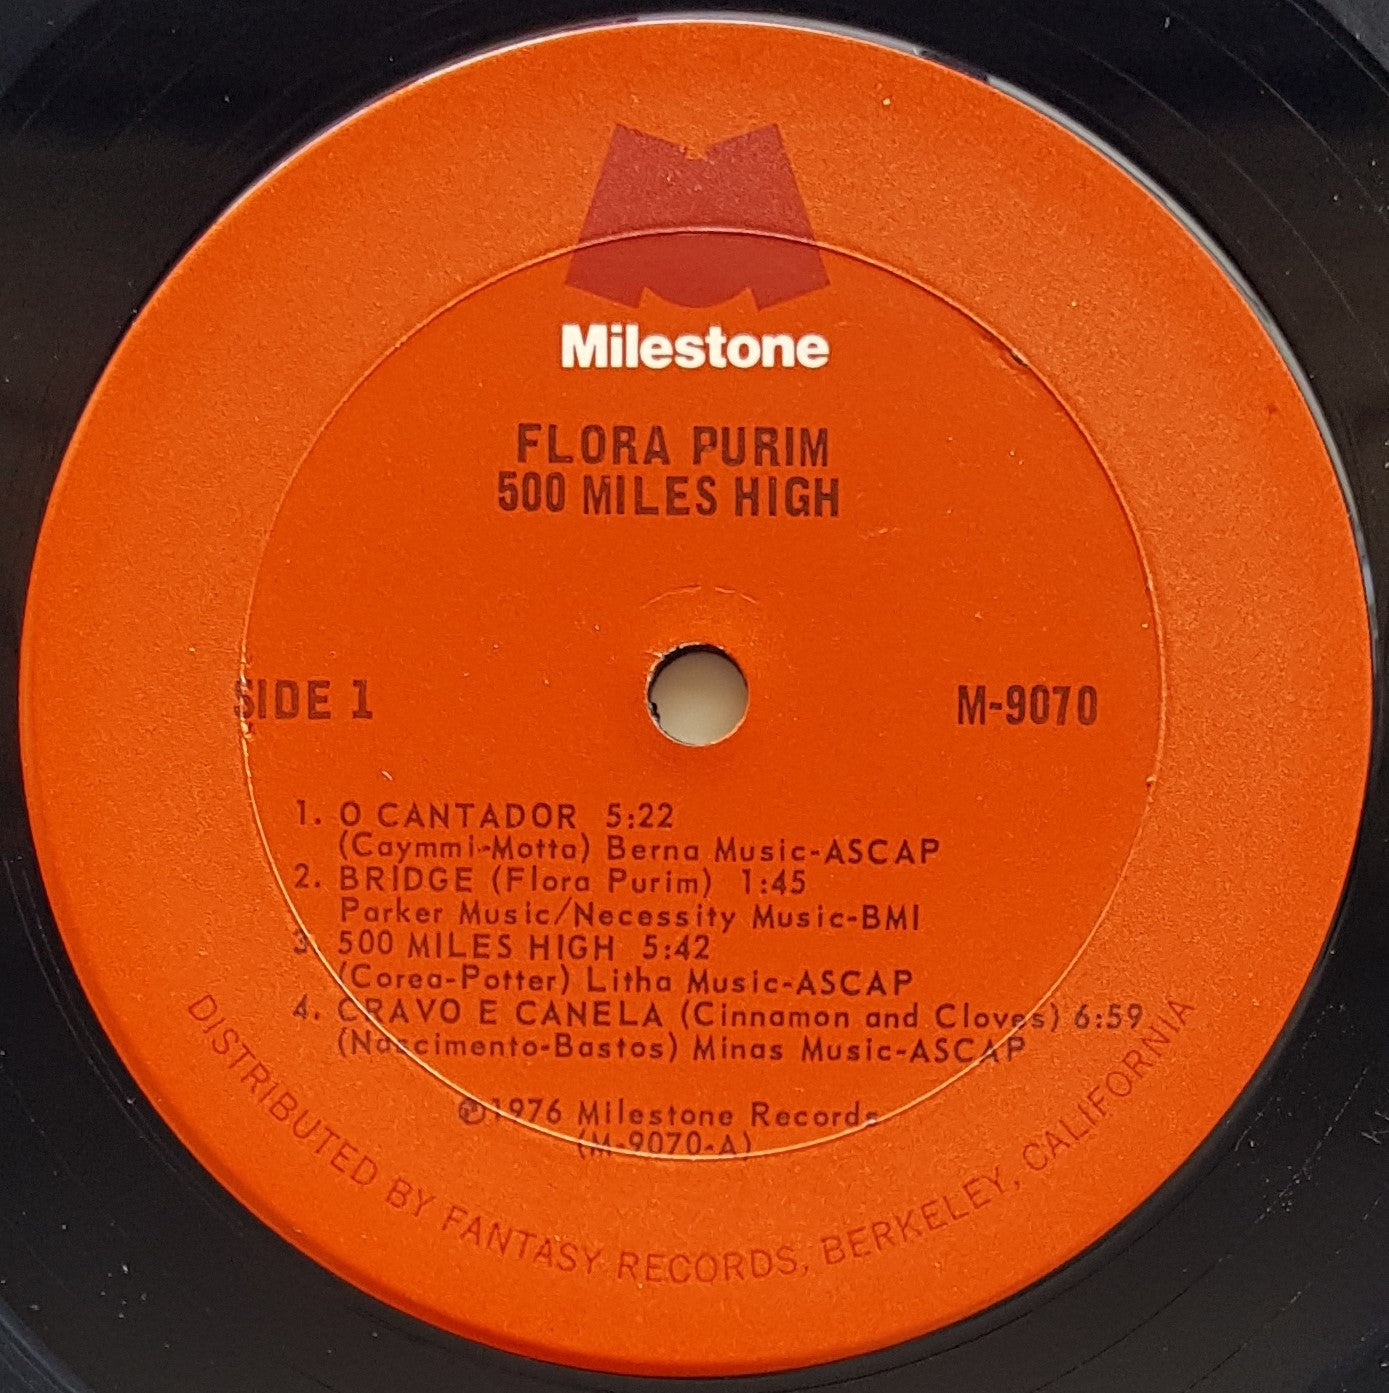 Milestone
FLORA PURIM
500 MILES HIGH
SIDE 1
M-9070
1. O CANTADOR 5:22
(Caymmi-Motta) Berna Music-ASCAP
2. BRIDGE (Flora Purim) 1:45
Parker Music/Necessity Music-BMI
3 500 MILES HIGH 5:42
(Corea-Potter) Litha Music-ASCAP
4. CRAVO E CANELA (Cinnamon and Cloves) 6:59
(Nascimento-Bastos) Minas Music-ASCAP
℗1976 Milestone Records
(M-9070-A)
DISTRIBUTED BY FANTASY RECORDS, BERKELEY, CALIFORNIA